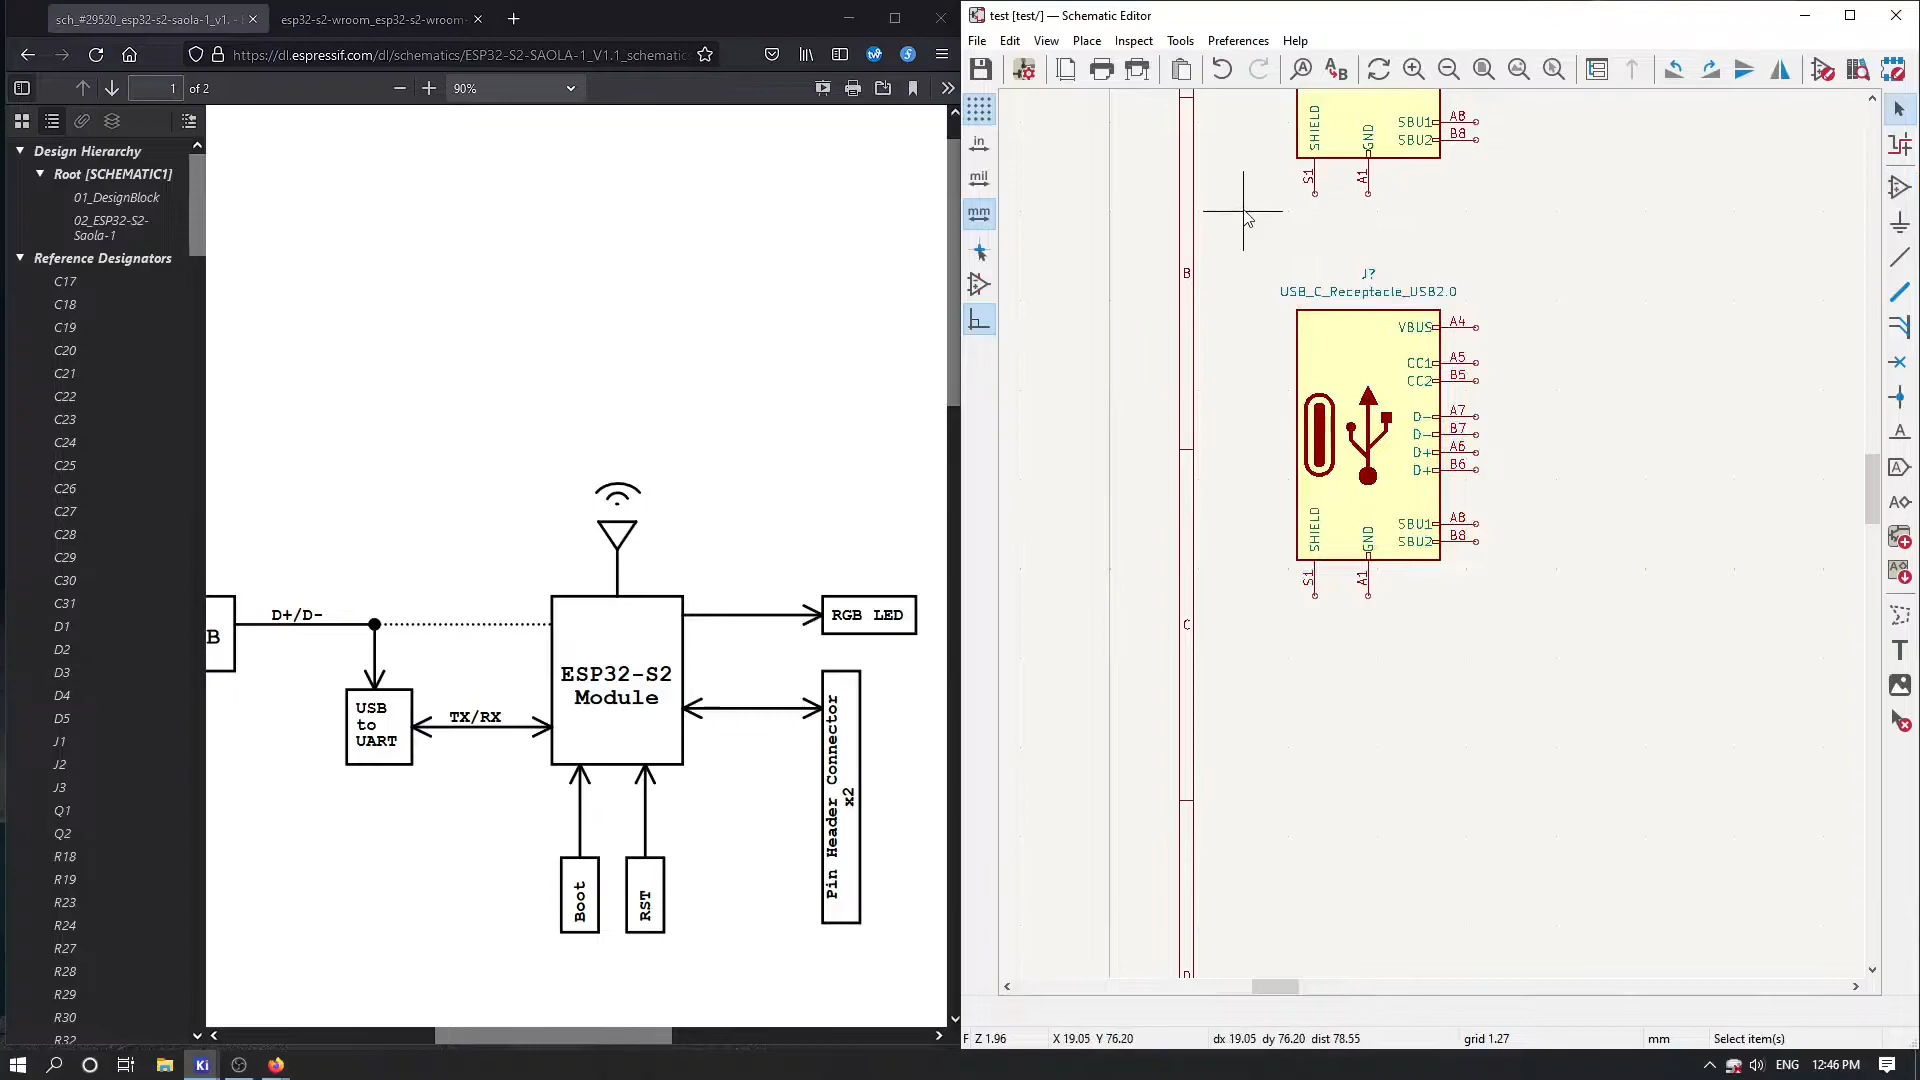 sch_#29520_esp32-s2-saola-1_v1.
esp32-s2-wroom_esp32-s2-wroom-
https://dl.espressif.com/dl/schematics/ESP32-S2-SAOLA-1_V1.1_schematic
1 of 2
90%
Design Hierarchy
Root [SCHEMATIC1]
01_DesignBlock
02_ESP32-S2-
Saola-1
Reference Designators
C17
C18
C19
C20
C21
C22
C23
C24
C25
C26
C27
C28
C29
C30
C31
D1
D2
D3
D4
D5
J1
J2
J3
Q1
Q2
R18
R19
R23
R24
R27
R28
R29
R30
R32
B
D+/D-
USB
to
UART
TX/RX
ESP32-S2
Module
RGB LED
Pin Header Connector
x2
Boot
RST
test [test/] — Schematic Editor
File Edit View Place Inspect Tools Preferences Help
in
mil
mm
SHIELD
GND
SBU1 A8
SBU2 B8
S1
A1
B
J?
USB_C_Receptacle_USB2.0
VBUS A4
CC1 A5
CC2 B5
D- A7
D- B7
D+ A6
D+ B6
SHIELD
GND
SBU1 A8
SBU2 B8
S1
A1
C
D
F Z 1.96 X 19.05 Y 76.20 dx 19.05 dy 76.20 dist 78.55 grid 1.27 mm Select item(s)
Ki
ENG 12:46 PM